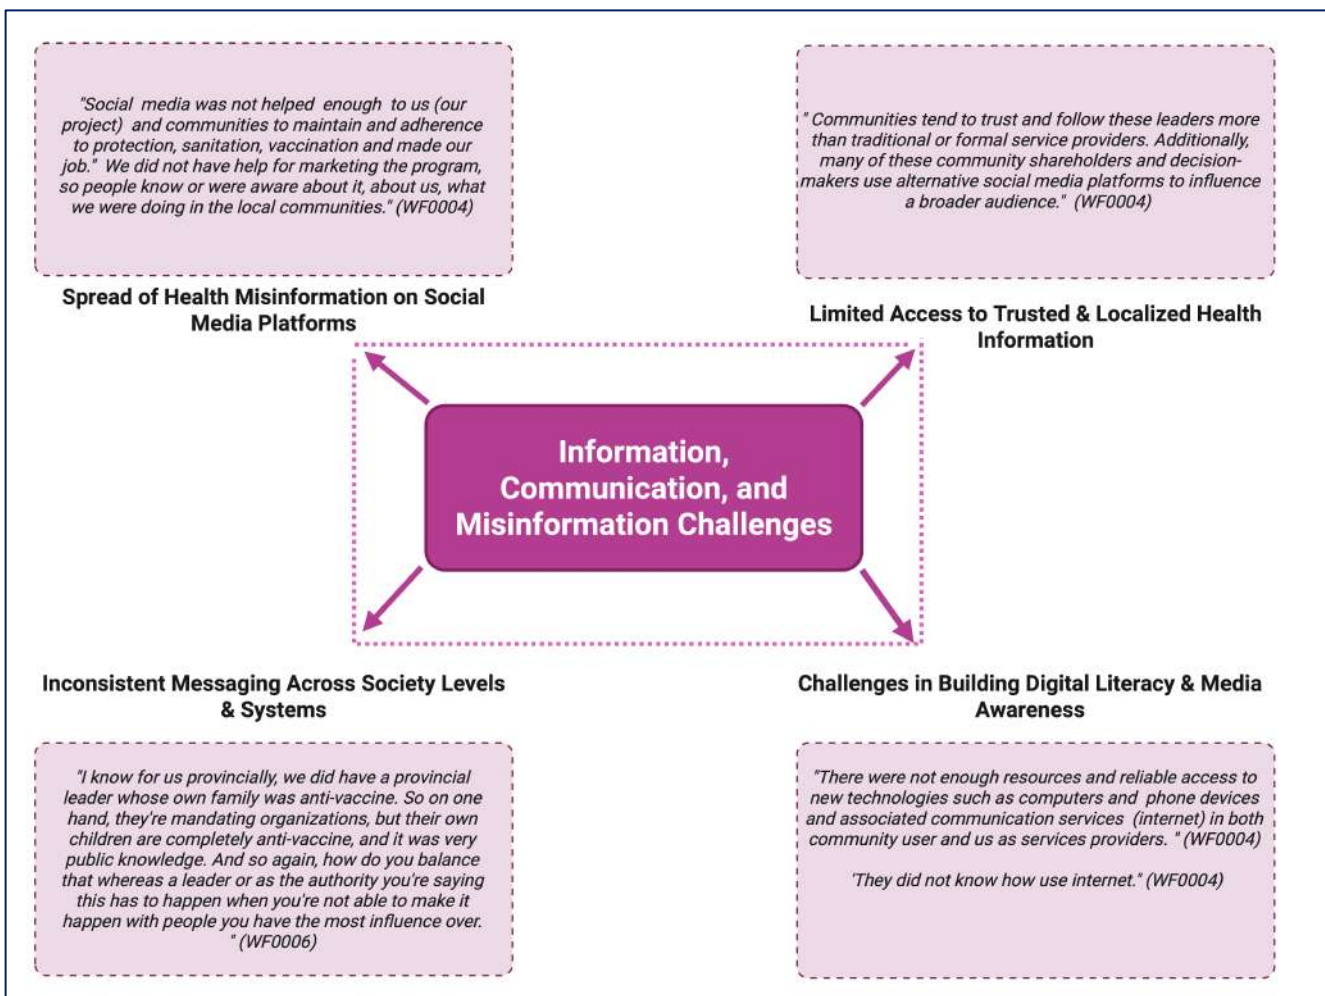 "Social media was not helped enough to us (our
project) and communities to maintain and adherence
to protection, sanitation, vaccination and made our
job." We did not have help for marketing the program,
so people know or were aware about it, about us, what
we were doing in the local communities." (WF0004)
Spread of Health Misinformation on Social
Media Platforms
" Communities tend to trust and follow these leaders more
than traditional or formal service providers. Additionally,
many of these community shareholders and decision-
makers use alternative social media platforms to influence
a broader audience." (WF0004)
Limited Access to Trusted & Localized Health
Information
Information,
Communication, and
Misinformation Challenges
Inconsistent Messaging Across Society Levels
& Systems
"I know for us provincially, we did have a provincial
leader whose own family was anti-vaccine. So on one
hand, they're mandating organizations, but their own
children are completely anti-vaccine, and it was very
public knowledge. And so again, how do you balance
that whereas a leader or as the authority you're saying
this has to happen when you're not able to make it
happen with people you have the most influence over.
" (WF0006)
Challenges in Building Digital Literacy & Media
Awareness
"There were not enough resources and reliable access to
new technologies such as computers and phone devices
and associated communication services (internet) in both
community user and us as services providers. " (WF0004)
'They did not know how use internet." (WF0004)